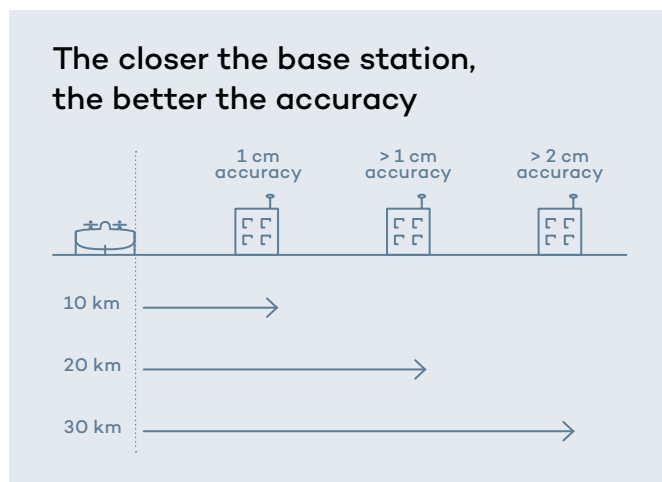 The closer the base station,
the better the accuracy
1 cm
accuracy
> 1 cm
accuracy
> 2 cm
accuracy
10 km
20 km
30 km